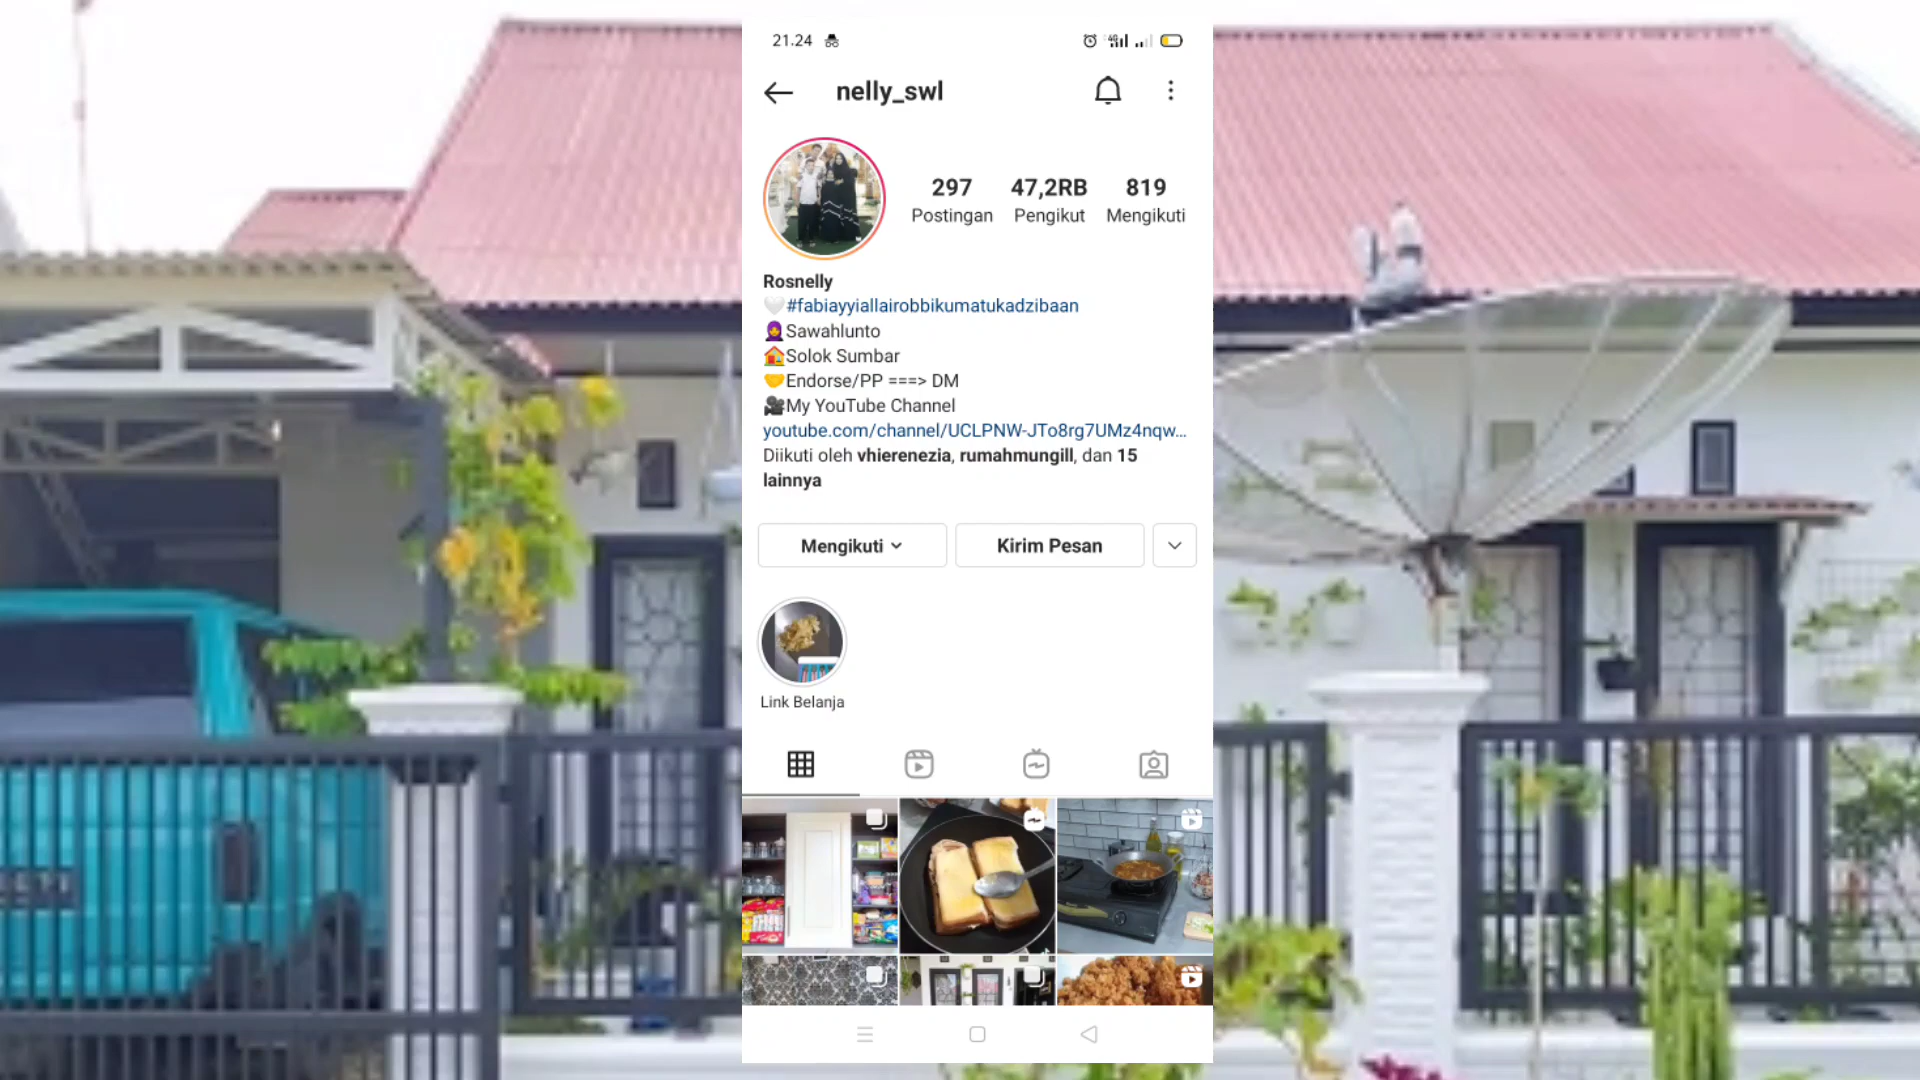 21.24
4G
nelly_swl
297
47,2RB
819
Postingan
Pengikut
Mengikuti
Rosnelly
🤍#fabiayyiallairobbikumatukadzibaan
🧕Sawahlunto
🏠Solok Sumbar
🤝Endorse/PP ===> DM
🎥My YouTube Channel
youtube.com/channel/UCLPNW-JTo8rg7UMz4nqw...
Diikuti oleh vhierenezia, rumahmungill, dan 15
lainnya
Mengikuti
Kirim Pesan
Link Belanja